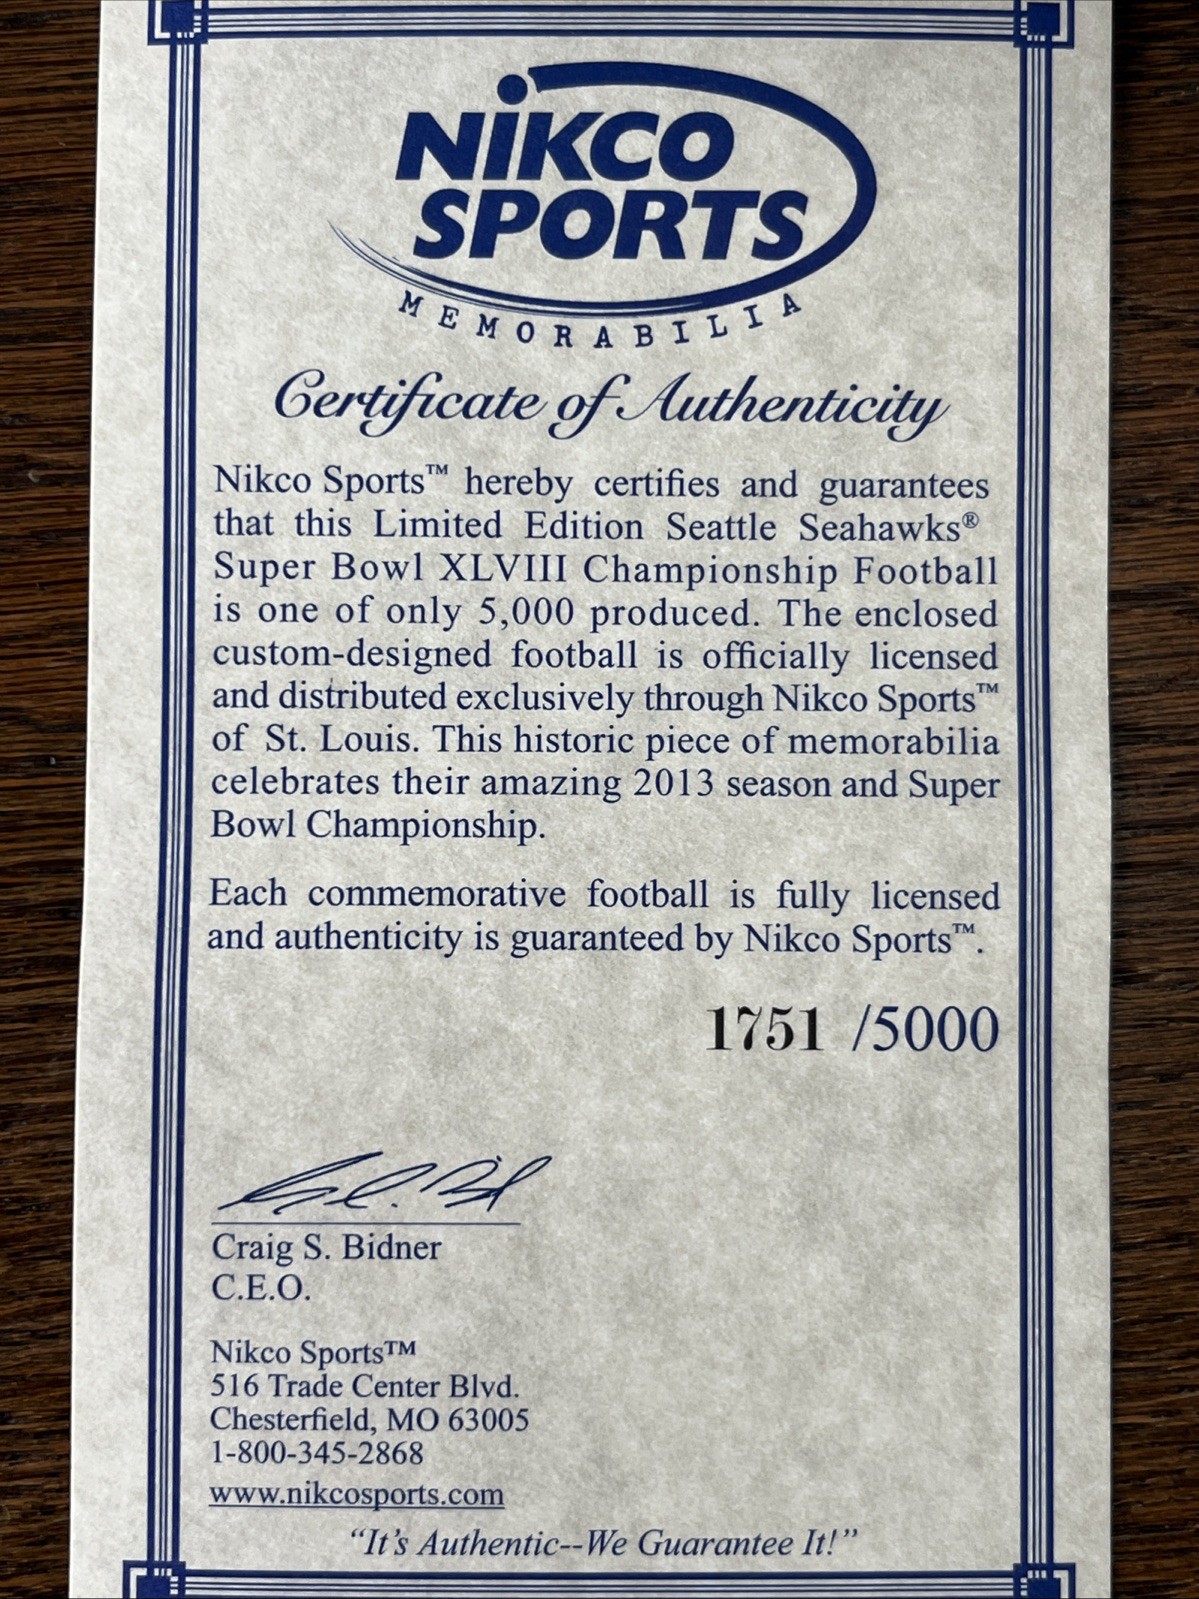 NiKCO
SPORTS
MEMORABILIA
Certificate of Authenticity
Nikco Sports™ hereby certifies and guarantees
that this Limited Edition Seattle Seahawks®
Super Bowl XLVIII Championship Football
is one of only 5,000 produced. The enclosed
custom-designed football is officially licensed
and distributed exclusively through Nikco Sports™
of St. Louis. This historic piece of memorabilia
celebrates their amazing 2013 season and Super
Bowl Championship.
Each commemorative football is fully licensed
and authenticity is guaranteed by Nikco Sports™.
1751 /5000
Craig S. Bidner
C.E.O.
Nikco Sports™
516 Trade Center Blvd.
Chesterfield, MO 63005
1-800-345-2868
www.nikcosports.com
“It's Authentic--We Guarantee It!”